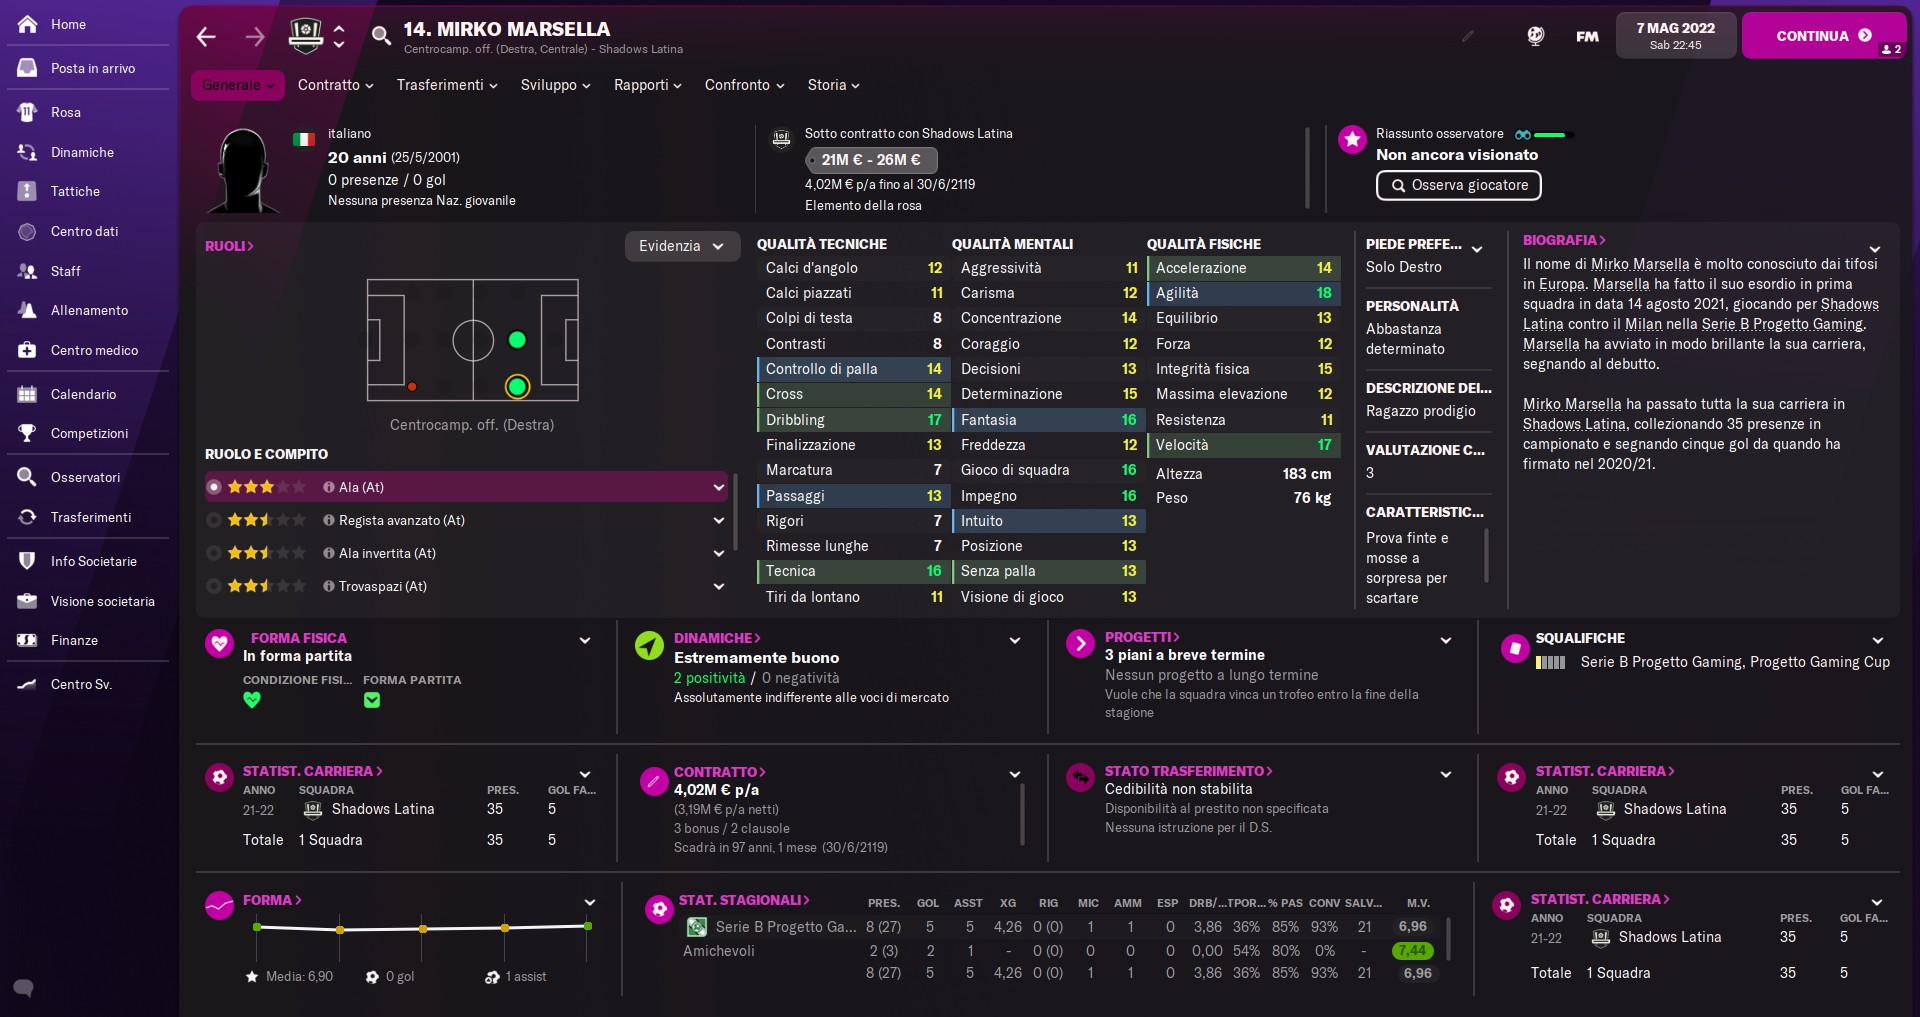 Home
Posta in arrivo
Rosa
Dinamiche
Tattiche
Centro dati
Staff
Allenamento
Centro medico
Calendario
Competizioni
Osservatori
Trasferimenti
Info Societarie
Visione societaria
Finanze
Centro Sv.
14. MIRKO MARSELLA
Centrocamp. off. (Destra, Centrale) - Shadows Latina
FM
7 MAG 2022
Sab 22:45
CONTINUA
2
Generale Contratto Trasferimenti Sviluppo Rapporti Confronto Storia
italiano
20 anni (25/5/2001)
0 presenze / 0 gol
Nessuna presenza Naz. giovanile
Sotto contratto con Shadows Latina
21M € - 26M €
4,02M € p/a fino al 30/6/2119
Elemento della rosa
Riassunto osservatore
Non ancora visionato
Osserva giocatore
RUOLI
Evidenzia
Centrocamp. off. (Destra)
RUOLO E COMPITO
Ala (At)
Regista avanzato (At)
Ala invertita (At)
Trovaspazi (At)
QUALITÀ TECNICHE
Calci d'angolo 12
Calci piazzati 11
Colpi di testa 8
Contrasti 8
Controllo di palla 14
Cross 14
Dribbling 17
Finalizzazione 13
Marcatura 7
Passaggi 13
Rigori 7
Rimesse lunghe 7
Tecnica 16
Tiri da lontano 11
QUALITÀ MENTALI
Aggressività 11
Carisma 12
Concentrazione 14
Coraggio 12
Decisioni 13
Determinazione 15
Fantasia 16
Freddezza 12
Gioco di squadra 16
Impegno 16
Intuito 13
Posizione 13
Senza palla 13
Visione di gioco 13
QUALITÀ FISICHE
Accelerazione 14
Agilità 18
Equilibrio 13
Forza 12
Integrità fisica 15
Massima elevazione 12
Resistenza 11
Velocità 17
Altezza 183 cm
Peso 76 kg
PIEDE PREFE...
Solo Destro
PERSONALITÀ
Abbastanza
determinato
DESCRIZIONE DEI...
Ragazzo prodigio
VALUTAZIONE C...
3
CARATTERISTIC...
Prova finte e
mosse a
sorpresa per
scartare
BIOGRAFIA
Il nome di Mirko Marsella è molto conosciuto dai tifosi
in Europa. Marsella ha fatto il suo esordio in prima
squadra in data 14 agosto 2021, giocando per Shadows
Latina contro il Milan nella Serie B Progetto Gaming.
Marsella ha avviato in modo brillante la sua carriera,
segnando al debutto.
Mirko Marsella ha passato tutta la sua carriera in
Shadows Latina, collezionando 35 presenze in
campionato e segnando cinque gol da quando ha
firmato nel 2020/21.
FORMA FISICA
In forma partita
CONDIZIONE FISI... FORMA PARTITA
DINAMICHE
Estremamente buono
2 positività / 0 negatività
Assolutamente indifferente alle voci di mercato
PROGETTI
3 piani a breve termine
Nessun progetto a lungo termine
Vuole che la squadra vinca un trofeo entro la fine della
stagione
SQUALIFICHE
Serie B Progetto Gaming, Progetto Gaming Cup
STATIST. CARRIERA
ANNO SQUADRA PRES. GOL FA...
21-22 Shadows Latina 35 5
Totale 1 Squadra 35 5
CONTRATTO
4,02M € p/a
(3,19M € p/a netti)
3 bonus / 2 clausole
Scadrà in 97 anni, 1 mese (30/6/2119)
STATO TRASFERIMENTO
Cedibilità non stabilita
Disponibilità al prestito non specificata
Nessuna istruzione per il D.S.
STATIST. CARRIERA
ANNO SQUADRA PRES. GOL FA...
21-22 Shadows Latina 35 5
Totale 1 Squadra 35 5
FORMA
Media: 6,90 0 gol 1 assist
STAT. STAGIONALI PRES. GOL ASST XG RIG MIC AMM ESP DRB/... TPOR... % PAS CONV SALV... M.V.
Serie B Progetto Ga... 8 (27) 5 5 4,26 0 (0) 1 1 0 3,86 36% 85% 93% 21 6,96
Amichevoli 2 (3) 2 1 - 0 (0) 0 0 0 0,00 54% 80% 0% - 7,44
8 (27) 5 5 4,26 0 (0) 1 1 0 3,86 36% 85% 93% 21 6,96
STATIST. CARRIERA
ANNO SQUADRA PRES. GOL FA...
21-22 Shadows Latina 35 5
Totale 1 Squadra 35 5